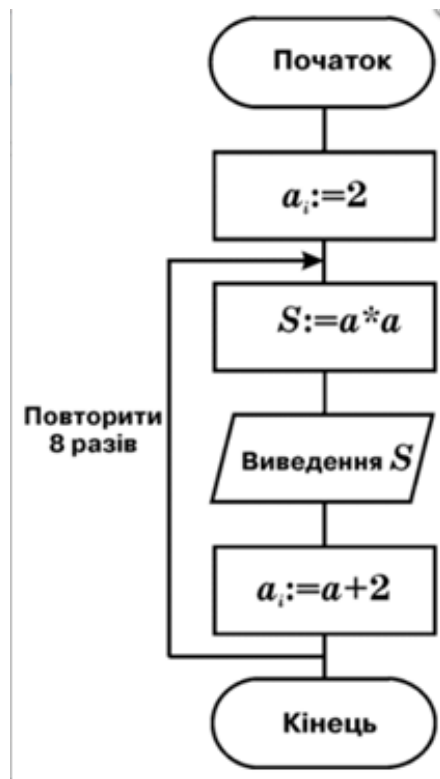 Початок
aᵢ:=2
S:=a*a
Повторити
8 разів
Виведення S
aᵢ:=a+2
Кінець